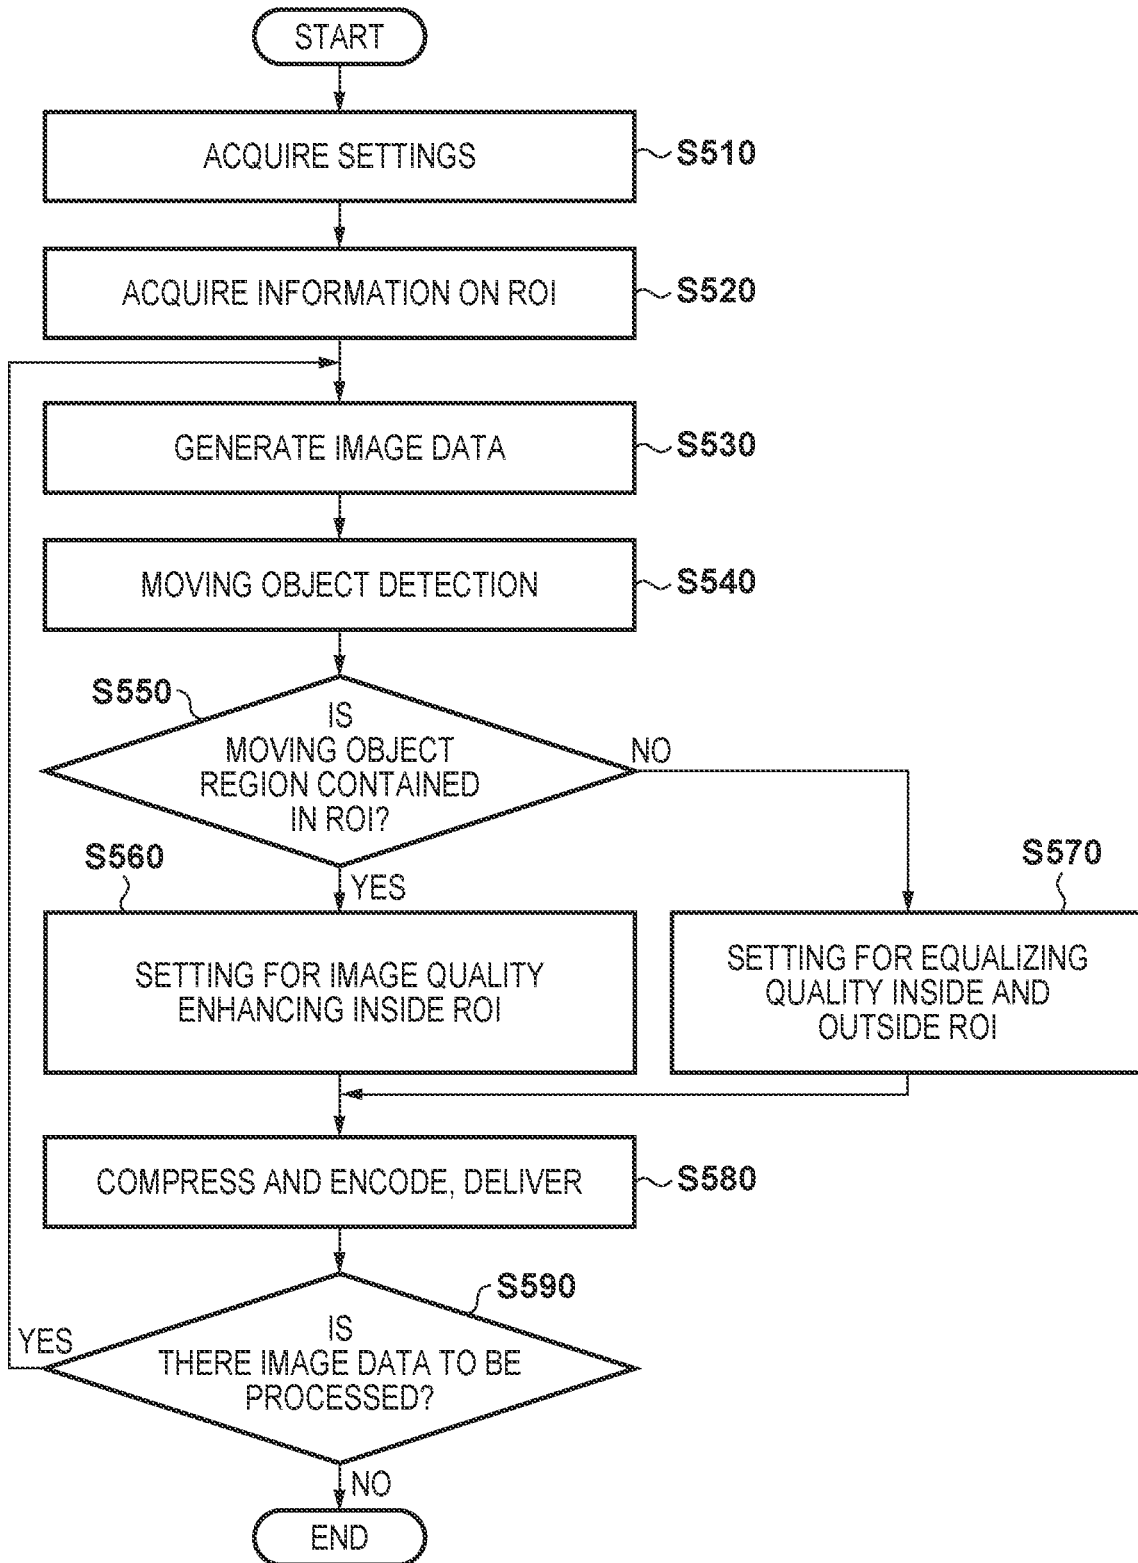 START
ACQUIRE SETTINGS
S510
ACQUIRE INFORMATION ON ROI
S520
GENERATE IMAGE DATA
S530
MOVING OBJECT DETECTION
S540
S550
IS
MOVING OBJECT
REGION CONTAINED
IN ROI?
NO
YES
S560
SETTING FOR IMAGE QUALITY
ENHANCING INSIDE ROI
S570
SETTING FOR EQUALIZING
QUALITY INSIDE AND
OUTSIDE ROI
COMPRESS AND ENCODE, DELIVER
S580
S590
IS
THERE IMAGE DATA TO BE
PROCESSED?
YES
NO
END